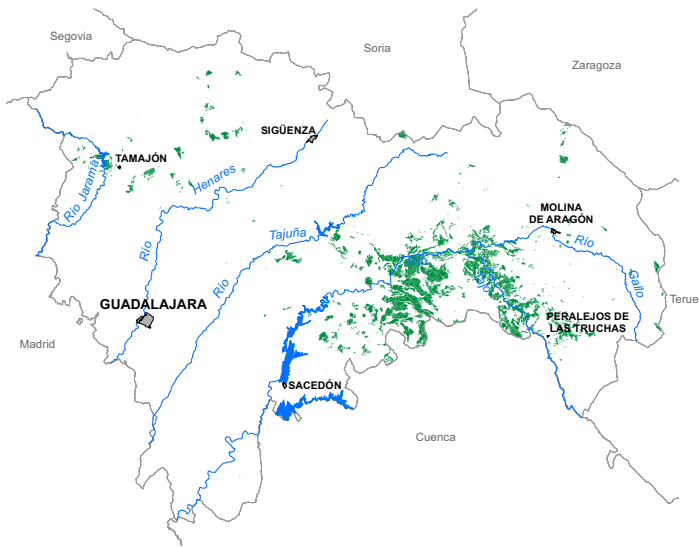 Segovia
Soria
Zaragoza
SIGÜENZA
TAMAJÓN
Henares
Río Jarama
MOLINA
DE ARAGÓN
Tajuña
Río
Río
Río
Gallo
GUADALAJARA
Terue
PERALEJOS DE
LAS TRUCHAS
Madrid
SACEDÓN
Cuenca